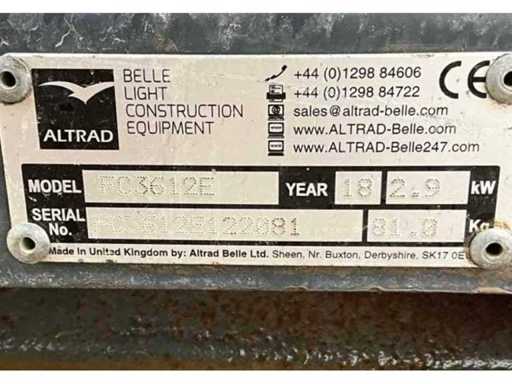 ALTRAD
BELLE
LIGHT
CONSTRUCTION
EQUIPMENT
+44 (0)1298 84606
+44 (0)1298 84722
sales@altrad-belle.com
www.ALTRAD-Belle.com
www.ALTRAD-Belle247.com
CE
MODEL PC3612E YEAR 18 2.9 kW
SERIAL No. 81.0 Kg
Made in United Kingdom by: Altrad Belle Ltd. Sheen, Nr. Buxton, Derbyshire, SK17 0E